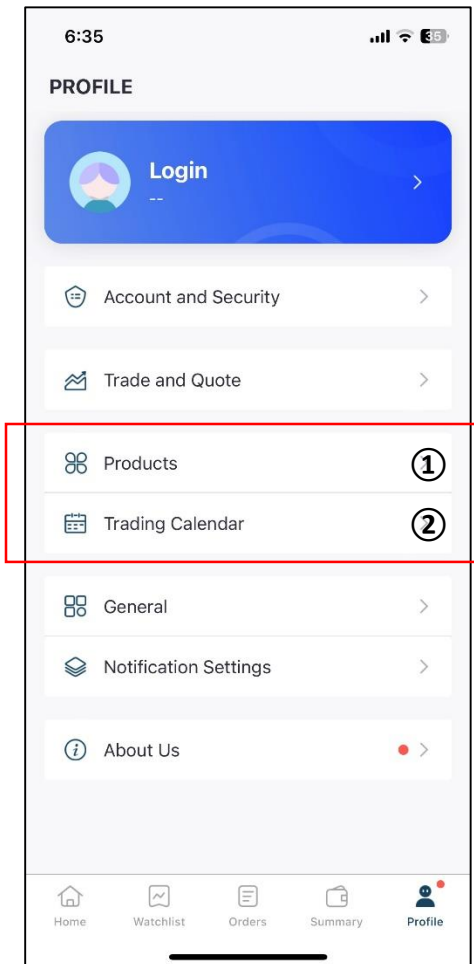 6:35 35
PROFILE
Login
--
Account and Security
Trade and Quote
Products ①
Trading Calendar ②
General
Notification Settings
About Us
Home Watchlist Orders Summary Profile